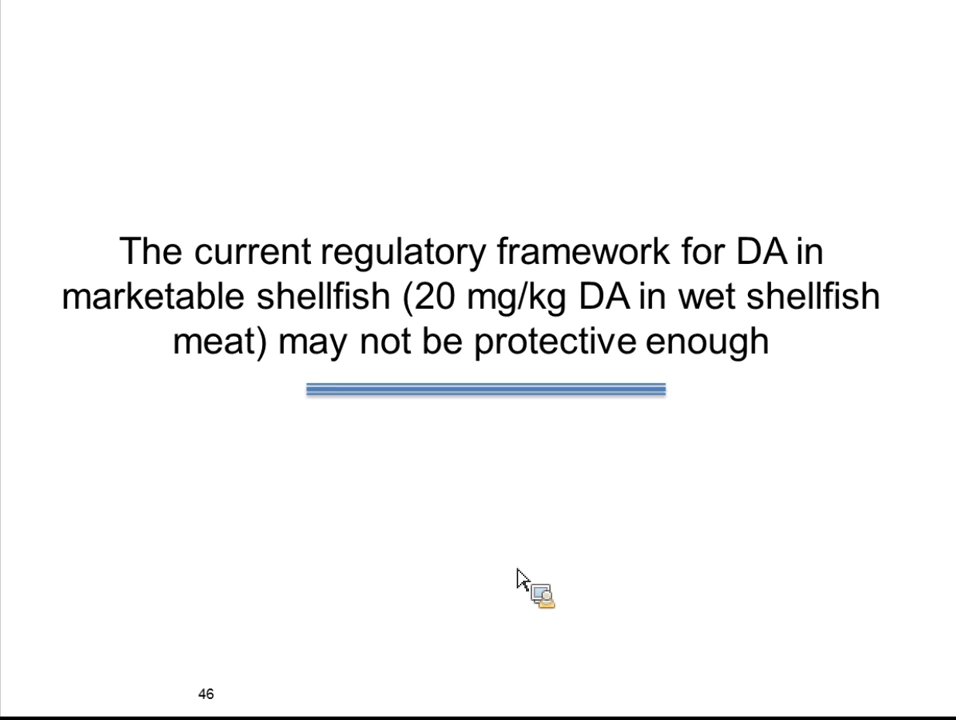 The current regulatory framework for DA in
marketable shellfish (20 mg/kg DA in wet shellfish
meat) may not be protective enough
46